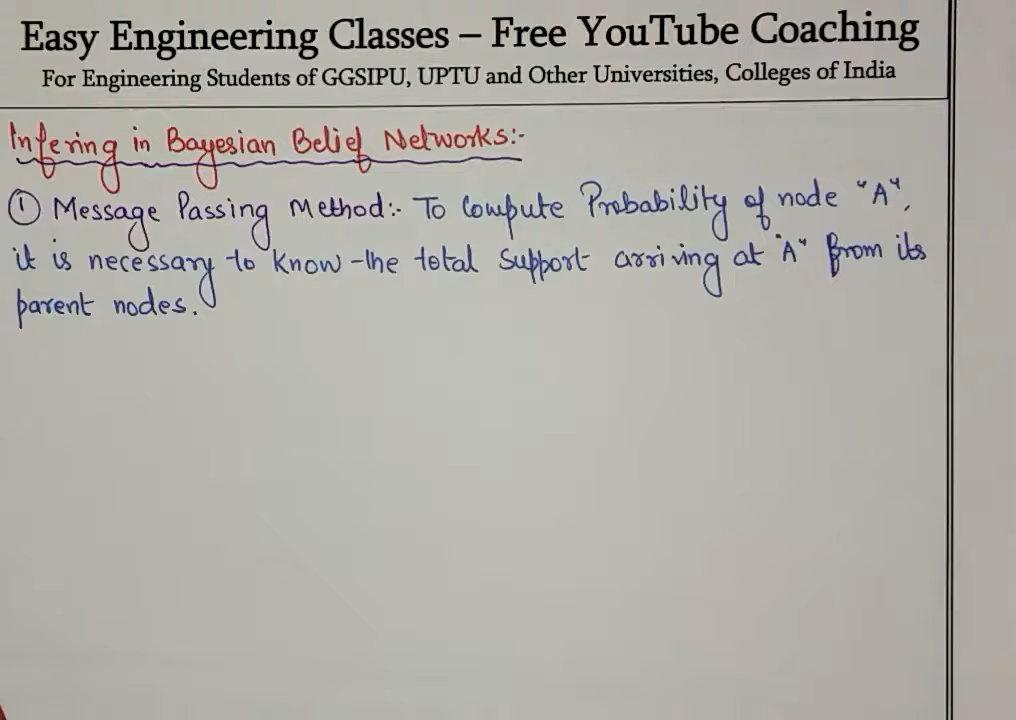 Easy Engineering Classes – Free YouTube Coaching
For Engineering Students of GGSIPU, UPTU and Other Universities, Colleges of India
Infering in Bayesian Belief Networks:-
① Message Passing Method:- To Compute Probability of node "A",
it is necessary to know the total support arriving at "A" from its
parent nodes.